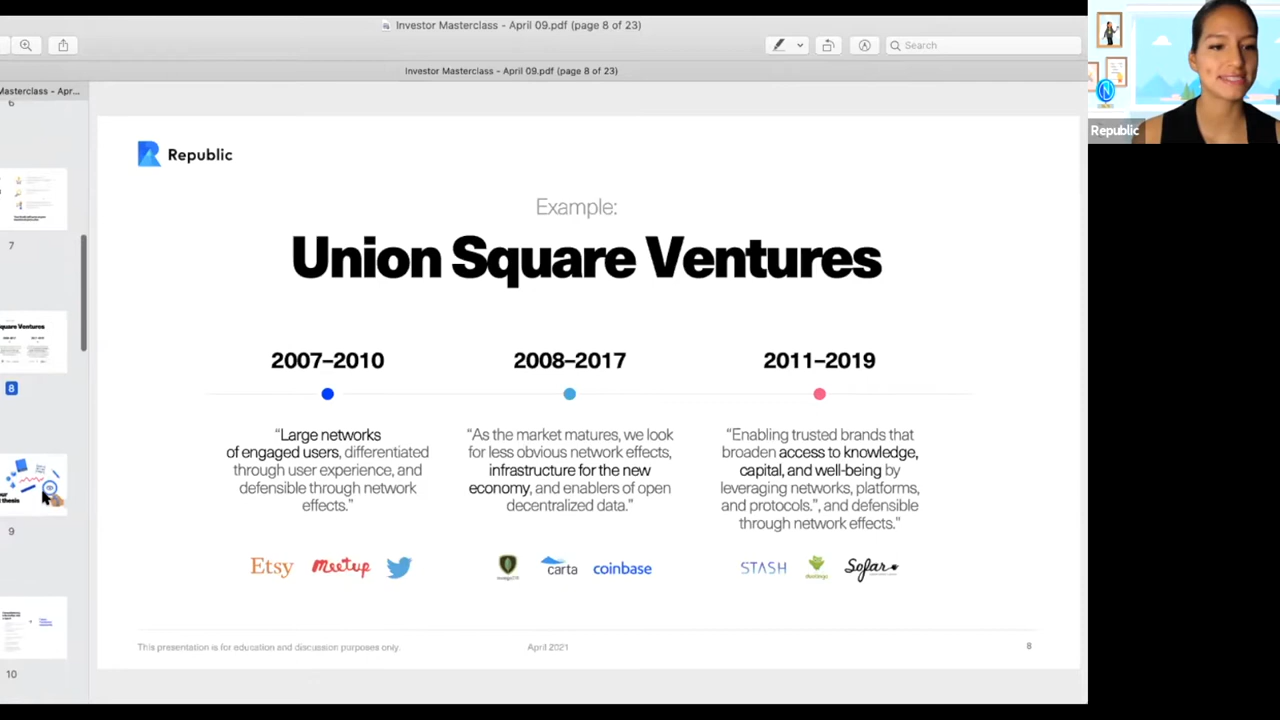 Investor Masterclass - April 09.pdf (page 8 of 23)
Search
Investor Masterclass - April 09.pdf (page 8 of 23)
Masterclass - Apr...
6
7
quare Ventures
8
9
10
Republic
Republic
Example:
Union Square Ventures
2007–2010
2008–2017
2011–2019
“Large networks
of engaged users, differentiated
through user experience, and
defensible through network
effects.”
“As the market matures, we look
for less obvious network effects,
infrastructure for the new
economy, and enablers of open
decentralized data.”
“Enabling trusted brands that
broaden access to knowledge,
capital, and well-being by
leveraging networks, platforms,
and protocols.”, and defensible
through network effects.”
Etsy
Meetup
carta
coinbase
STASH
duolingo
Sofar
This presentation is for education and discussion purposes only.
April 2021
8